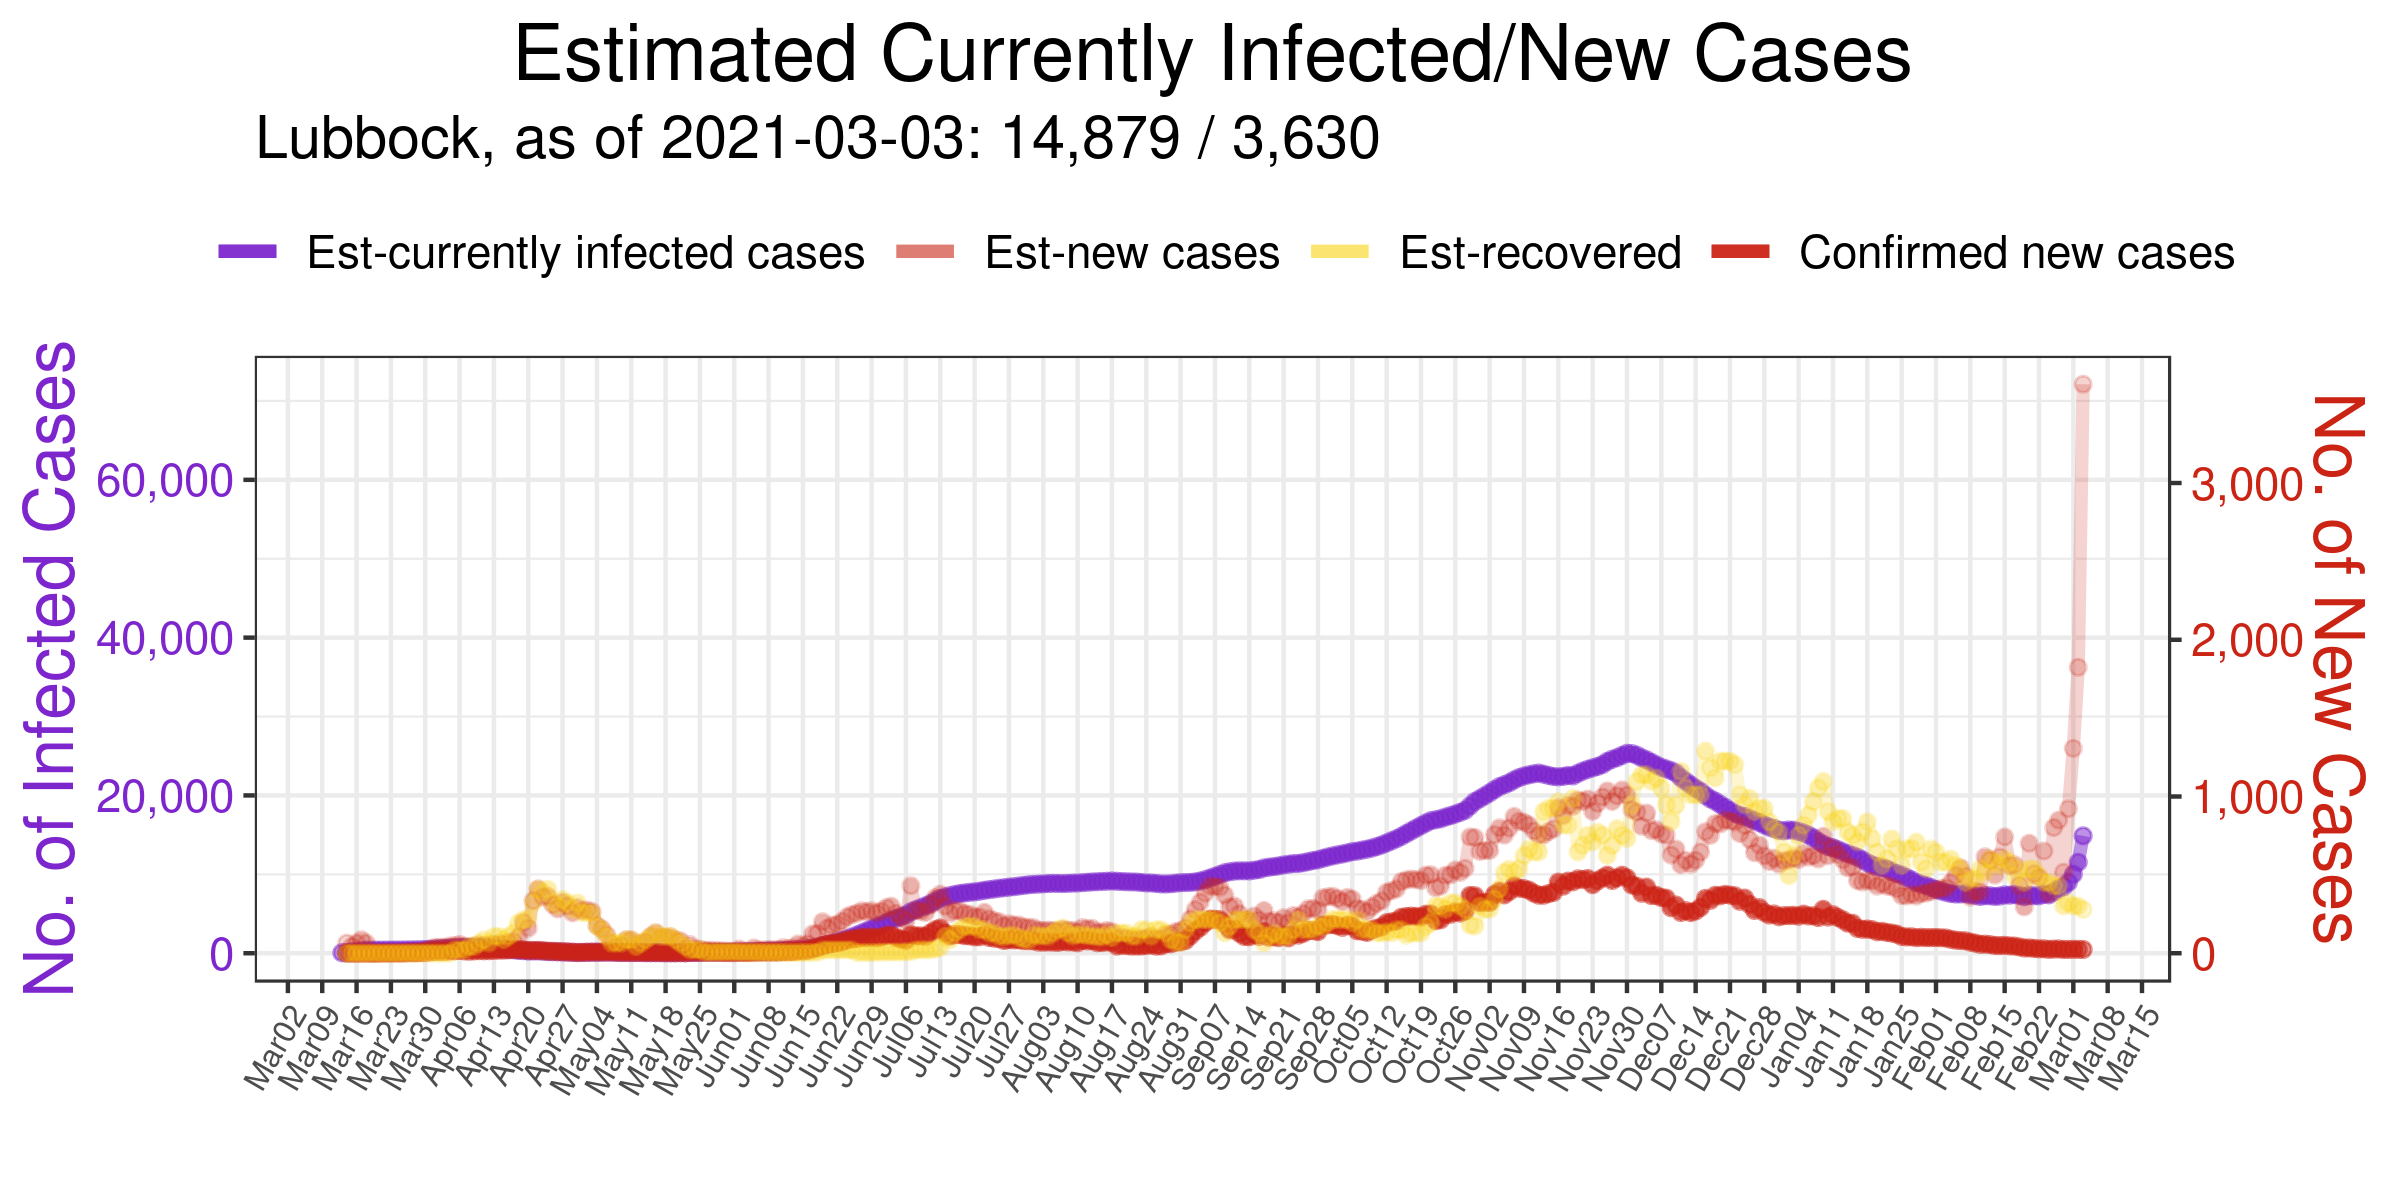 Estimated Currently Infected/New Cases
Lubbock, as of 2021-03-03: 14,879 / 3,630
Est-currently infected cases Est-new cases Est-recovered Confirmed new cases
No. of Infected Cases
60,000
40,000
20,000
0
No. of New Cases
3,000
2,000
1,000
0
Mar02 Mar09 Mar16 Mar23 Mar30 Apr06 Apr13 Apr20 Apr27 May04 May11 May18 May25 Jun01 Jun08 Jun15 Jun22 Jun29 Jul06 Jul13 Jul20 Jul27 Aug03 Aug10 Aug17 Aug24 Aug31 Sep07 Sep14 Sep21 Sep28 Oct05 Oct12 Oct19 Oct26 Nov02 Nov09 Nov16 Nov23 Nov30 Dec07 Dec14 Dec21 Dec28 Jan04 Jan11 Jan18 Jan25 Feb01 Feb08 Feb15 Feb22 Mar01 Mar08 Mar15